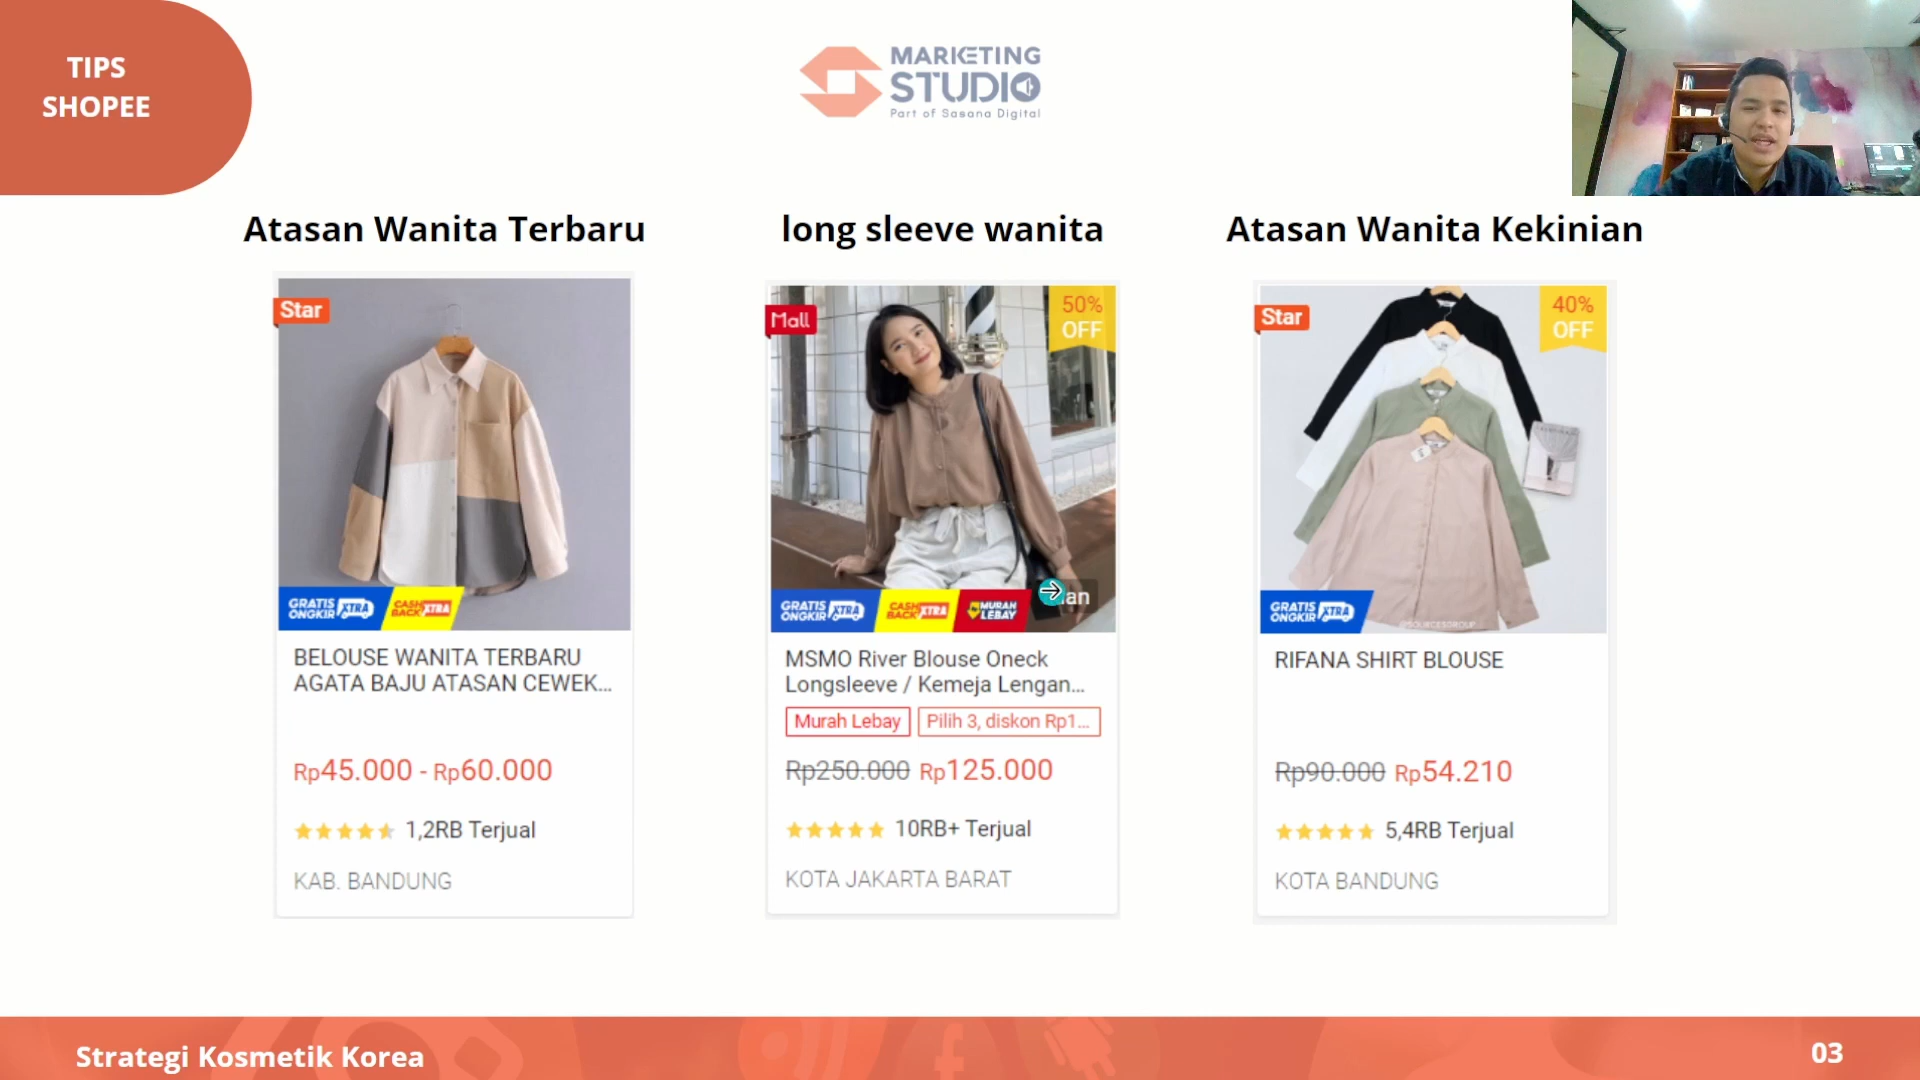 TIPS
SHOPEE
MARKETING
STUDIO
Part of Sasana Digital
Atasan Wanita Terbaru
Star
GRATIS
ONGKIR XTRA
CASH
BACK XTRA
BELOUSE WANITA TERBARU
AGATA BAJU ATASAN CEWEK...
Rp45.000 - Rp60.000
1,2RB Terjual
KAB. BANDUNG
long sleeve wanita
Mall
50%
OFF
GRATIS
ONGKIR XTRA
CASH
BACK XTRA
MURAH
LEBAY
MSMO River Blouse Oneck
Longsleeve / Kemeja Lengan...
Murah Lebay
Pilih 3, diskon Rp1...
Rp250.000 Rp125.000
10RB+ Terjual
KOTA JAKARTA BARAT
Atasan Wanita Kekinian
Star
40%
OFF
GRATIS
ONGKIR XTRA
RIFANA SHIRT BLOUSE
Rp90.000 Rp54.210
5,4RB Terjual
KOTA BANDUNG
Strategi Kosmetik Korea
03